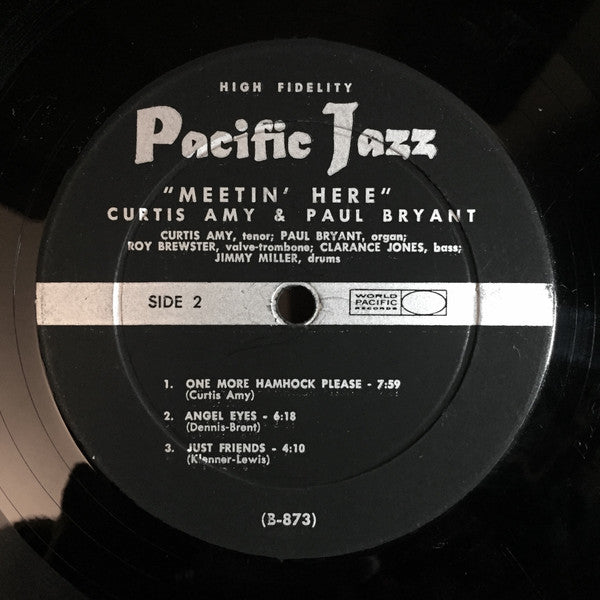 HIGH FIDELITY
Pacific Jazz
"MEETIN' HERE"
CURTIS AMY & PAUL BRYANT
CURTIS AMY, tenor; PAUL BRYANT, organ;
ROY BREWSTER, valve-trombone; CLARANCE JONES, bass;
JIMMY MILLER, drums
SIDE 2
WORLD
PACIFIC
RECORDS
1. ONE MORE HAMHOCK PLEASE - 7:59
(Curtis Amy)
2. ANGEL EYES - 6:18
(Dennis-Brent)
3. JUST FRIENDS - 4:10
(Klenner-Lewis)
(B-873)